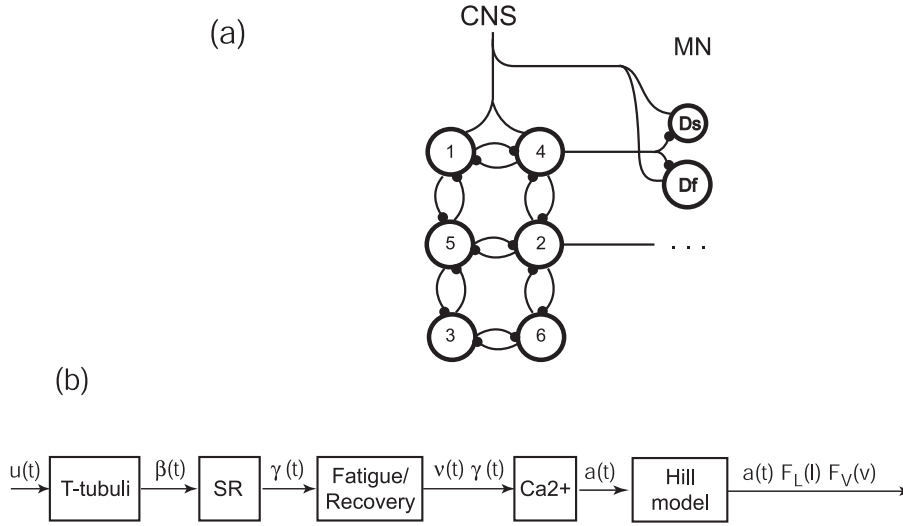 (a)
CNS
MN
Ds
1
4
Df
5
2
. . .
3
6
(b)
u(t)
T-tubuli
β(t)
SR
γ (t)
Fatigue/
Recovery
ν(t) γ(t)
Ca2+
a(t)
Hill
model
a(t) F_L(l) F_V(v)